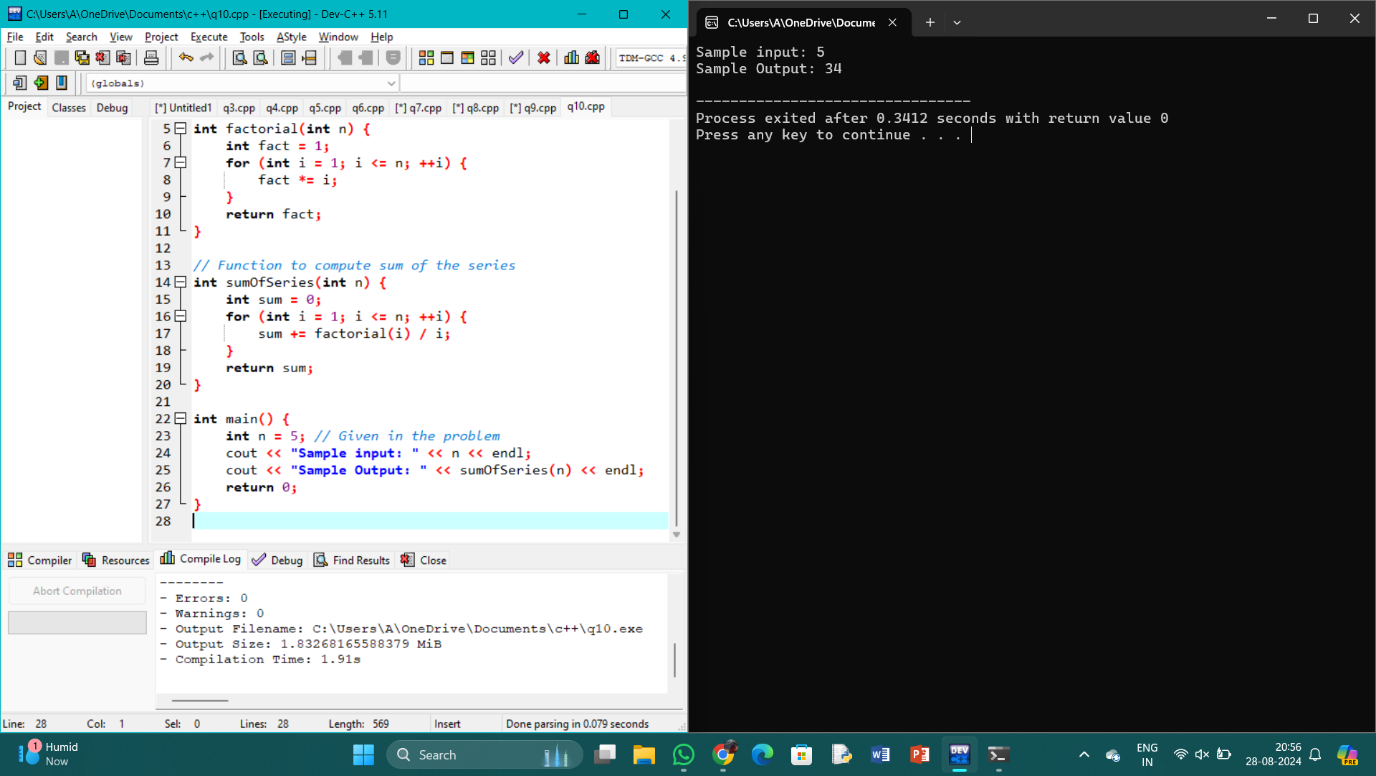 C:\Users\A\OneDrive\Documents\c++\q10.cpp - [Executing] - Dev-C++ 5.11
File Edit Search View Project Execute Tools AStyle Window Help
TDM-GCC 4.9
(globals)
Project Classes Debug
[*] Untitled1 q3.cpp q4.cpp q5.cpp q6.cpp [*] q7.cpp [*] q8.cpp [*] q9.cpp q10.cpp
5 int factorial(int n) {
6 int fact = 1;
7 for (int i = 1; i <= n; ++i) {
8 fact *= i;
9 }
10 return fact;
11 }
12
13 // Function to compute sum of the series
14 int sumOfSeries(int n) {
15 int sum = 0;
16 for (int i = 1; i <= n; ++i) {
17 sum += factorial(i) / i;
18 }
19 return sum;
20 }
21
22 int main() {
23 int n = 5; // Given in the problem
24 cout << "Sample input: " << n << endl;
25 cout << "Sample Output: " << sumOfSeries(n) << endl;
26 return 0;
27 }
28
Compiler Resources Compile Log Debug Find Results Close
Abort Compilation
--------
- Errors: 0
- Warnings: 0
- Output Filename: C:\Users\A\OneDrive\Documents\c++\q10.exe
- Output Size: 1.83268165588379 MiB
- Compilation Time: 1.91s
Line: 28 Col: 1 Sel: 0 Lines: 28 Length: 569 Insert Done parsing in 0.079 seconds
C:\Users\A\OneDrive\Docume
Sample input: 5
Sample Output: 34
--------------------------------
Process exited after 0.3412 seconds with return value 0
Press any key to continue . . .
1
Humid
Now
Search
DEV
ENG
IN
20:56
28-08-2024
PRE